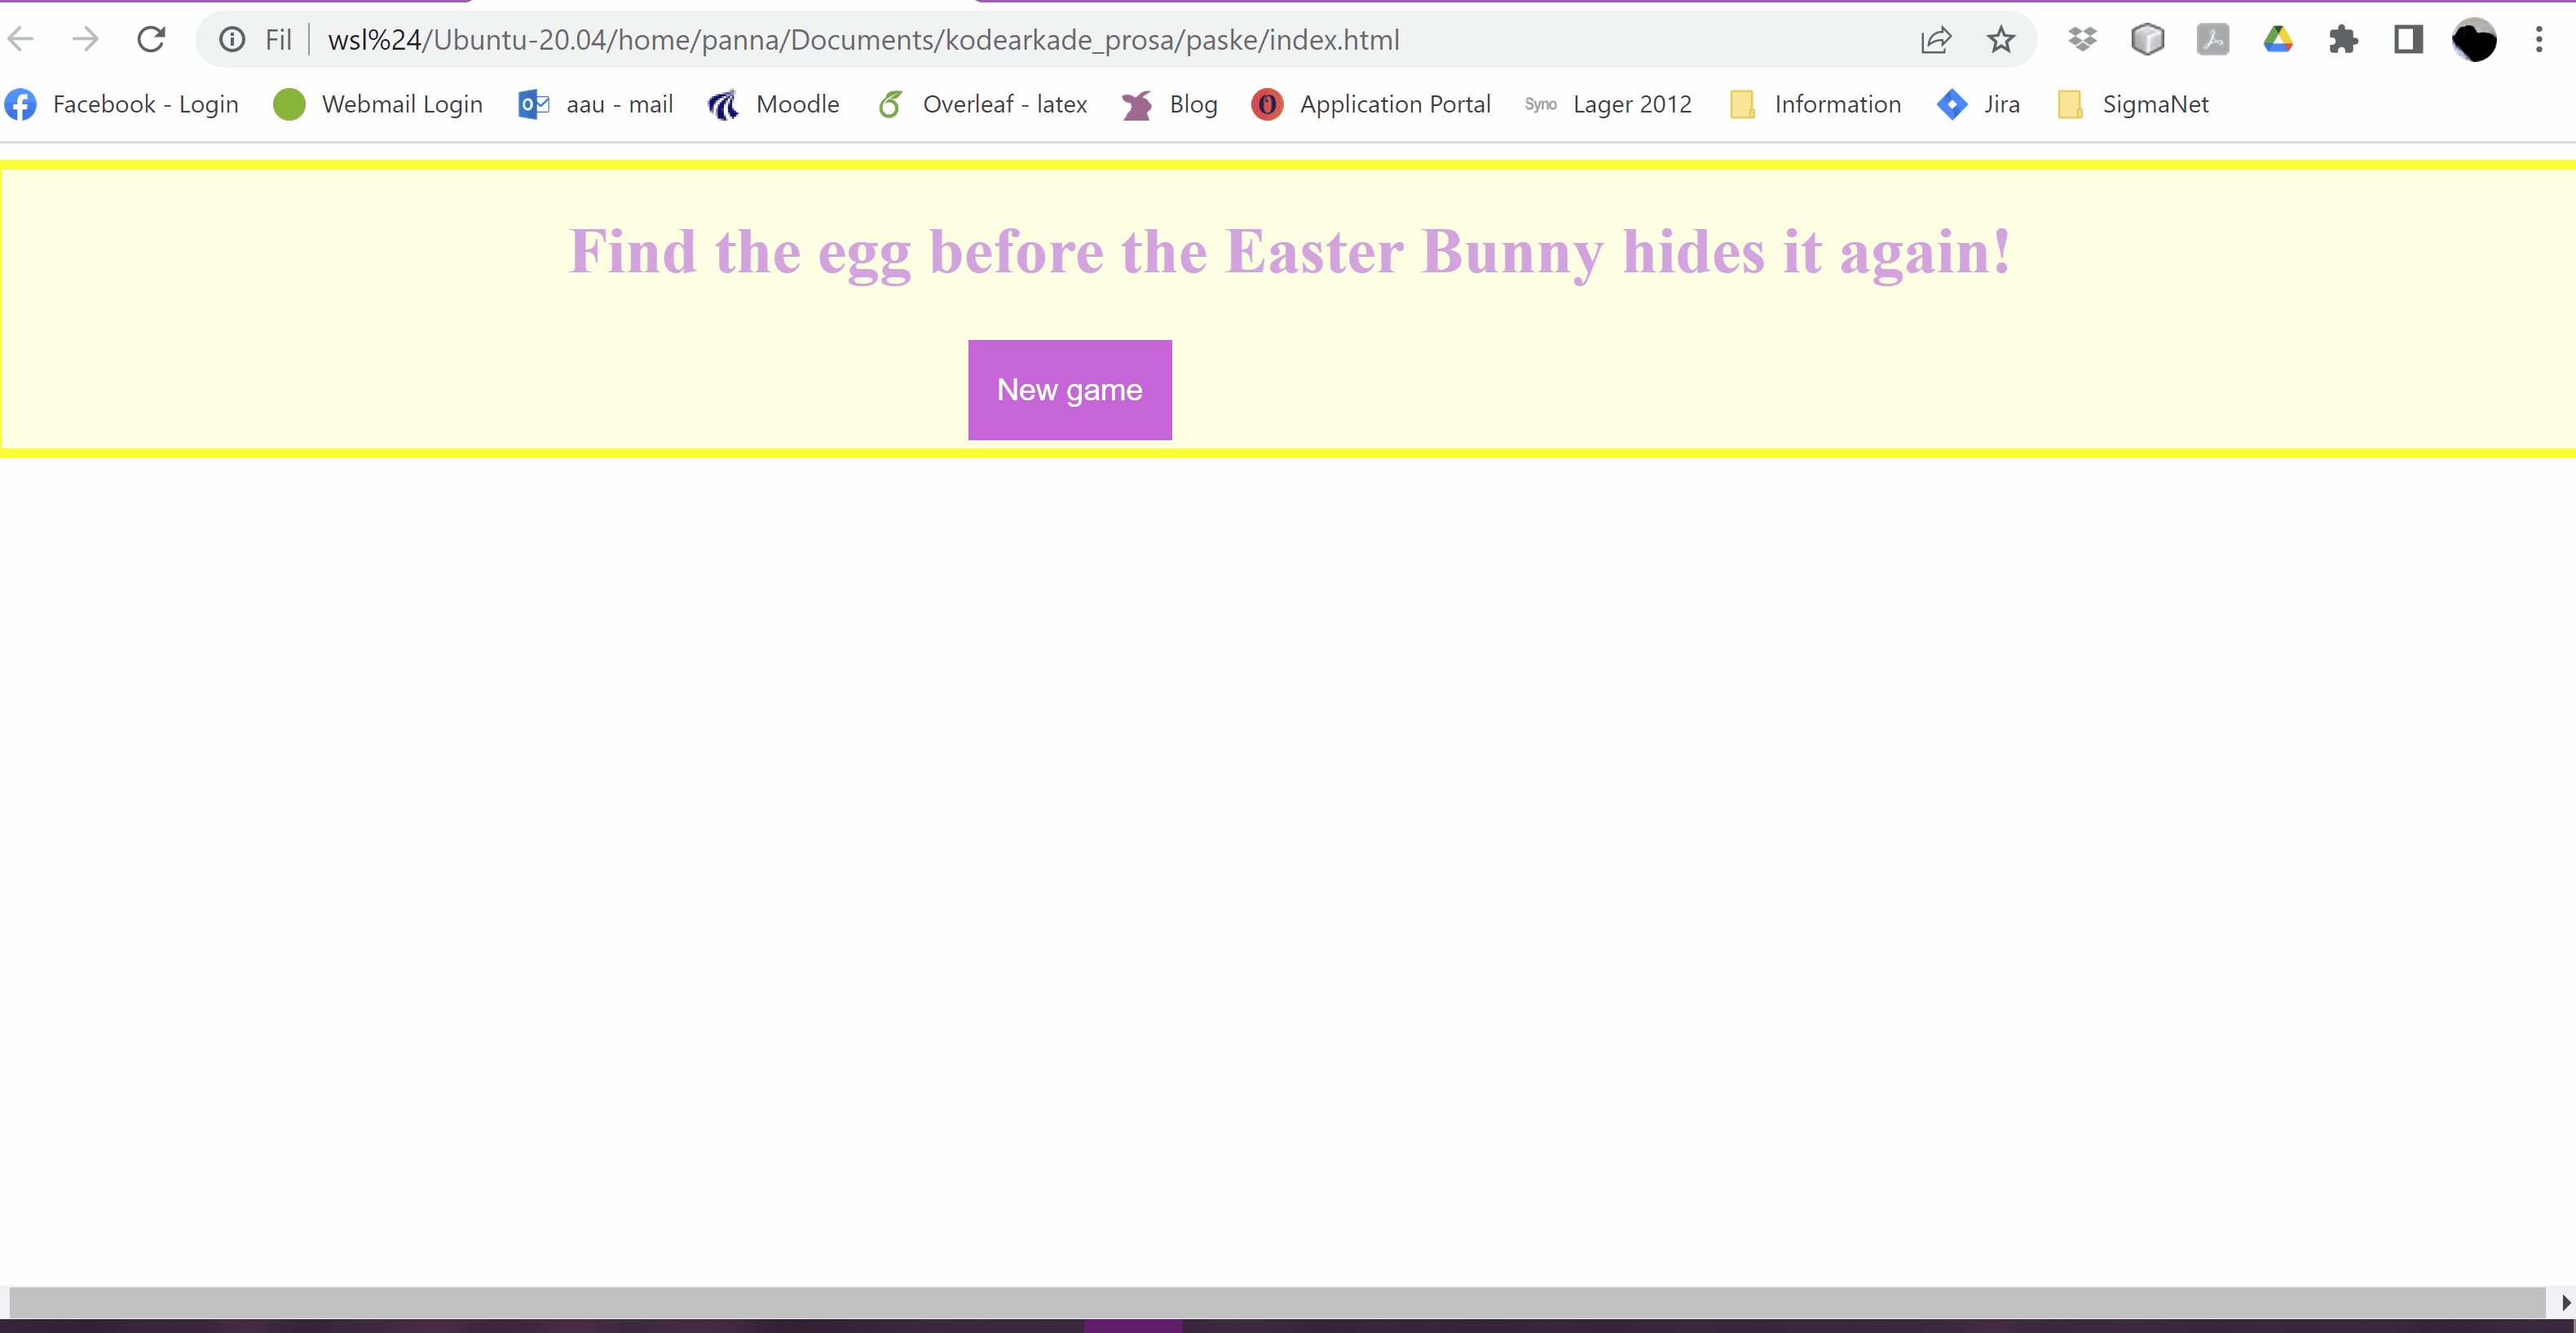 Fil wsl%24/Ubuntu-20.04/home/panna/Documents/kodearkade_prosa/paske/index.html
Facebook - Login Webmail Login aau - mail Moodle Overleaf - latex Blog Application Portal Syno Lager 2012 Information Jira SigmaNet
Find the egg before the Easter Bunny hides it again!
New game